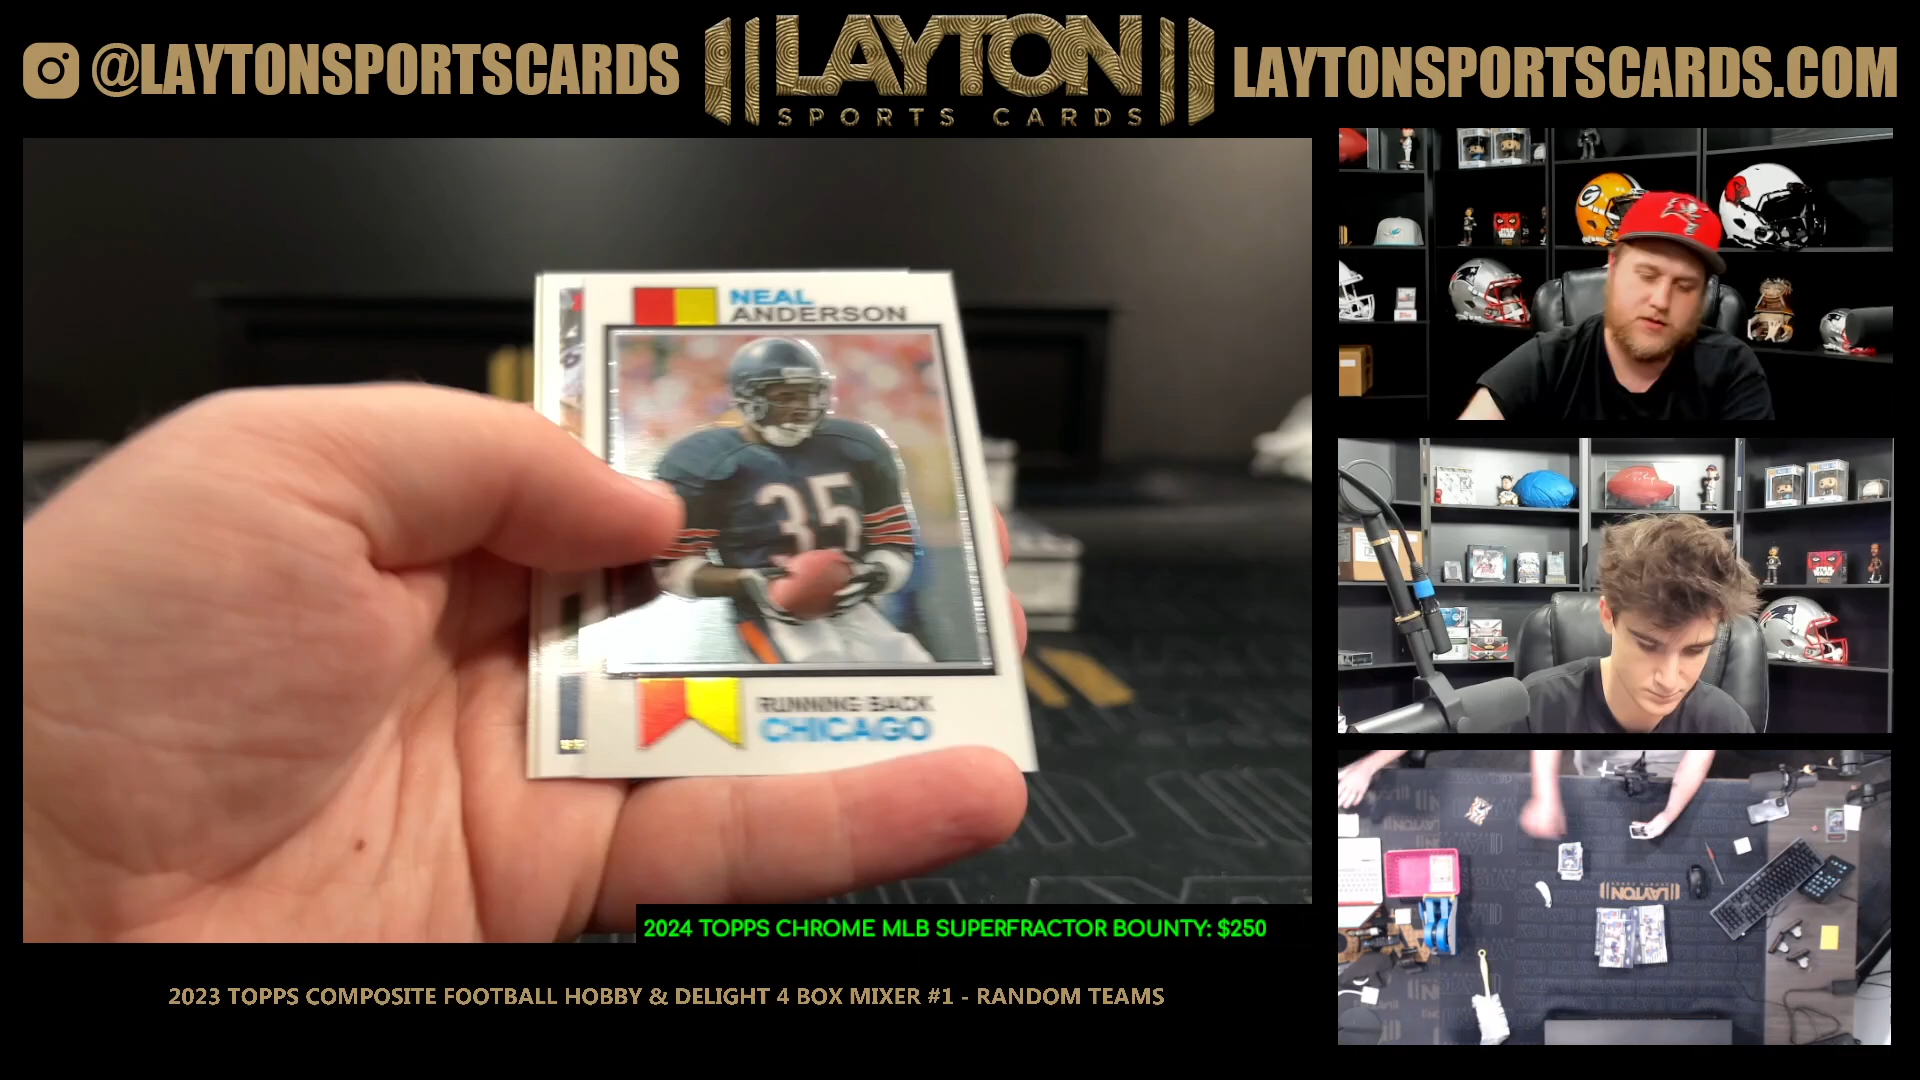 @LAYTONSPORTSCARDS
LAYTON
SPORTS CARDS
LAYTONSPORTSCARDS.COM
NEAL
ANDERSON
35
RUNNING BACK
CHICAGO
2024 TOPPS CHROME MLB SUPERFRACTOR BOUNTY: $250
2023 TOPPS COMPOSITE FOOTBALL HOBBY & DELIGHT 4 BOX MIXER #1 - RANDOM TEAMS
LAYTON